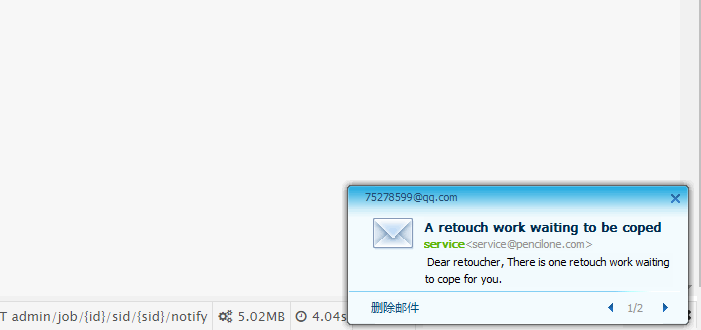 75278599@qq.com
A retouch work waiting to be coped
service<service@pencilone.com>
Dear retoucher, There is one retouch work waiting
to cope for you.
删除邮件 1/2
T admin/job/{id}/sid/{sid}/notify 5.02MB 4.04s